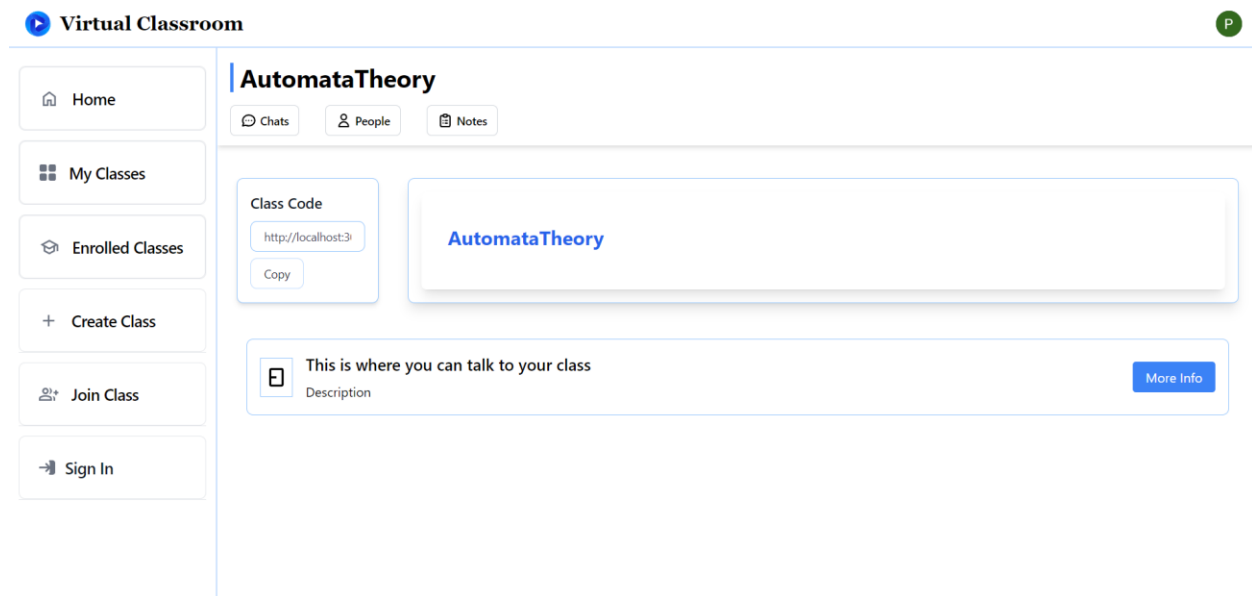 Virtual Classroom
P
Home
My Classes
Enrolled Classes
Create Class
Join Class
Sign In
AutomataTheory
Chats
People
Notes
Class Code
http://localhost:3
Copy
AutomataTheory
This is where you can talk to your class
Description
More Info